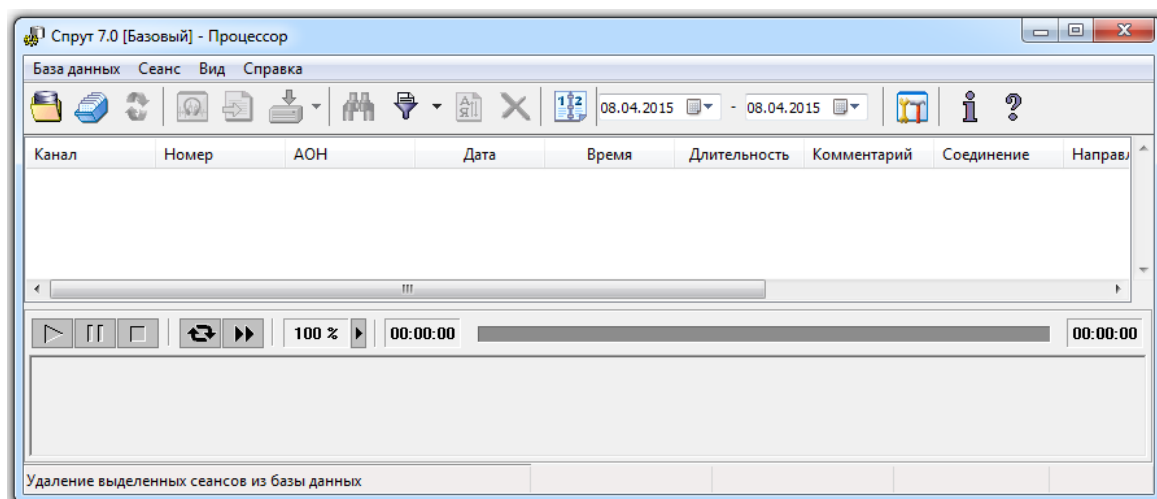 Спрут 7.0 [Базовый] - Процессор
База данных Сеанс Вид Справка
08.04.2015 - 08.04.2015
Канал Номер АОН Дата Время Длительность Комментарий Соединение Направл
100 % 00:00:00 00:00:00
Удаление выделенных сеансов из базы данных